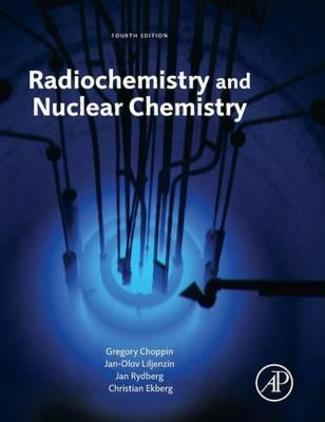 FOURTH EDITION
Radiochemistry and
Nuclear Chemistry
Gregory Choppin
Jan-Olov Liljenzin
Jan Rydberg
Christian Ekberg
AP